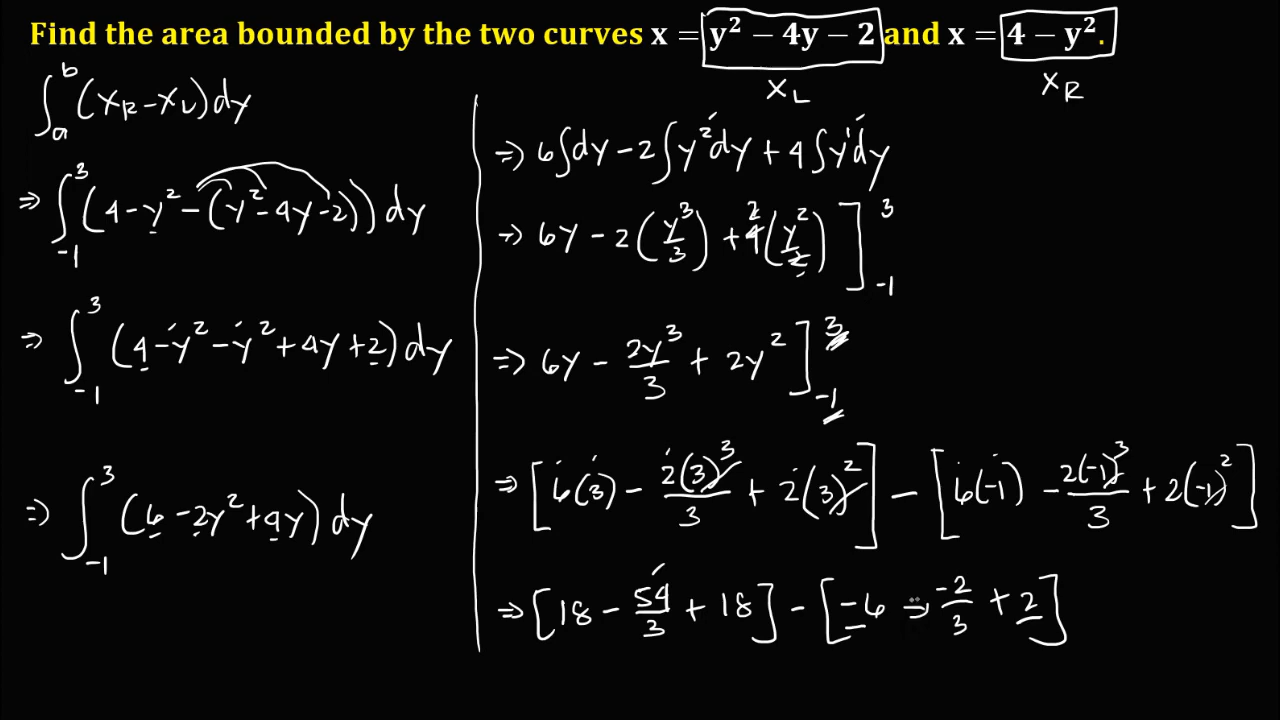 Find the area bounded by the two curves x = y² − 4y − 2 and x = 4 − y².
x_L x_R
∫_a^b (x_R − x_L) dy
⇒ ∫_{-1}^3 (4 − y² − (y² − 4y − 2)) dy
⇒ ∫_{-1}^3 (4 − y² − y² + 4y + 2) dy
⇒ ∫_{-1}^3 (6 − 2y² + 4y) dy
⇒ 6∫dy − 2∫y²dy + 4∫y¹dy
⇒ 6y − 2(y³/3) + 4(y²/2) ]_{-1}^3
⇒ 6y − 2y³/3 + 2y² ]_{-1}^3
⇒ [6(3) − 2(3)³/3 + 2(3)²] − [6(-1) − 2(-1)³/3 + 2(-1)²]
⇒ [18 − 54/3 + 18] − [−6 − -2/3 + 2]